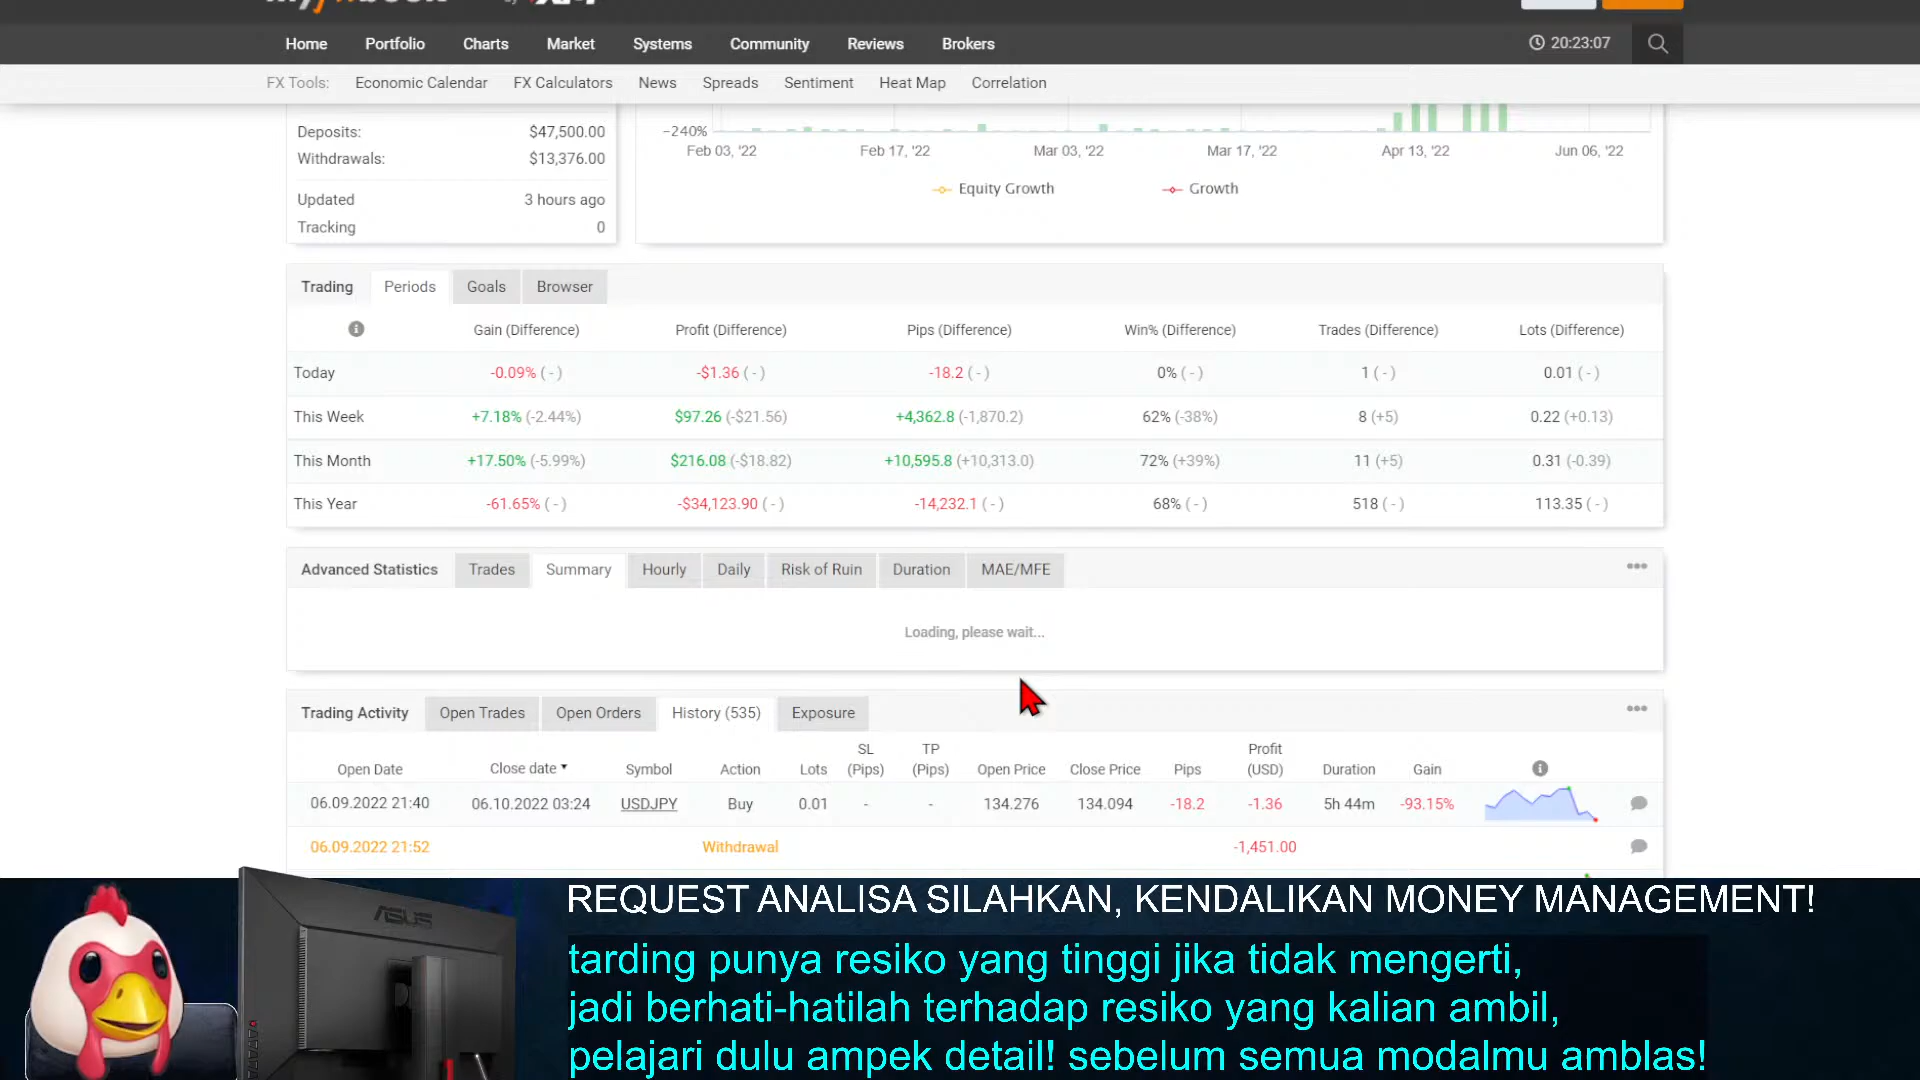 Home Portfolio Charts Market Systems Community Reviews Brokers 20:23:07
FX Tools: Economic Calendar FX Calculators News Spreads Sentiment Heat Map Correlation
Deposits: $47,500.00
Withdrawals: $13,376.00
Updated 3 hours ago
Tracking 0
−240%
Feb 03, '22 Feb 17, '22 Mar 03, '22 Mar 17, '22 Apr 13, '22 Jun 06, '22
Equity Growth Growth
Trading Periods Goals Browser
Gain (Difference) Profit (Difference) Pips (Difference) Win% (Difference) Trades (Difference) Lots (Difference)
Today -0.09% ( - ) -$1.36 ( - ) -18.2 ( - ) 0% ( - ) 1 ( - ) 0.01 ( - )
This Week +7.18% (-2.44%) $97.26 (-$21.56) +4,362.8 (-1,870.2) 62% (-38%) 8 (+5) 0.22 (+0.13)
This Month +17.50% (-5.99%) $216.08 (-$18.82) +10,595.8 (+10,313.0) 72% (+39%) 11 (+5) 0.31 (-0.39)
This Year -61.65% ( - ) -$34,123.90 ( - ) -14,232.1 ( - ) 68% ( - ) 518 ( - ) 113.35 ( - )
Advanced Statistics Trades Summary Hourly Daily Risk of Ruin Duration MAE/MFE
Loading, please wait...
Trading Activity Open Trades Open Orders History (535) Exposure
Open Date Close date Symbol Action Lots SL (Pips) TP (Pips) Open Price Close Price Pips Profit (USD) Duration Gain
06.09.2022 21:40 06.10.2022 03:24 USDJPY Buy 0.01 - - 134.276 134.094 -18.2 -1.36 5h 44m -93.15%
06.09.2022 21:52 Withdrawal -1,451.00
ASUS
REQUEST ANALISA SILAHKAN, KENDALIKAN MONEY MANAGEMENT!
tarding punya resiko yang tinggi jika tidak mengerti,
jadi berhati-hatilah terhadap resiko yang kalian ambil,
pelajari dulu ampek detail! sebelum semua modalmu amblas!